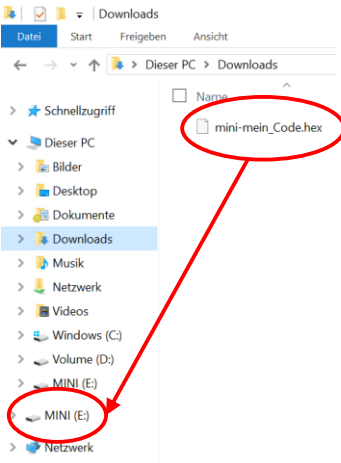 Downloads
Datei Start Freigeben Ansicht
Dieser PC > Downloads
Name
Schnellzugriff
mini-mein_Code.hex
Dieser PC
Bilder
Desktop
Dokumente
Downloads
Musik
Netzwerk
Videos
Windows (C:)
Volume (D:)
MINI (E:)
MINI (E:)
Netzwerk